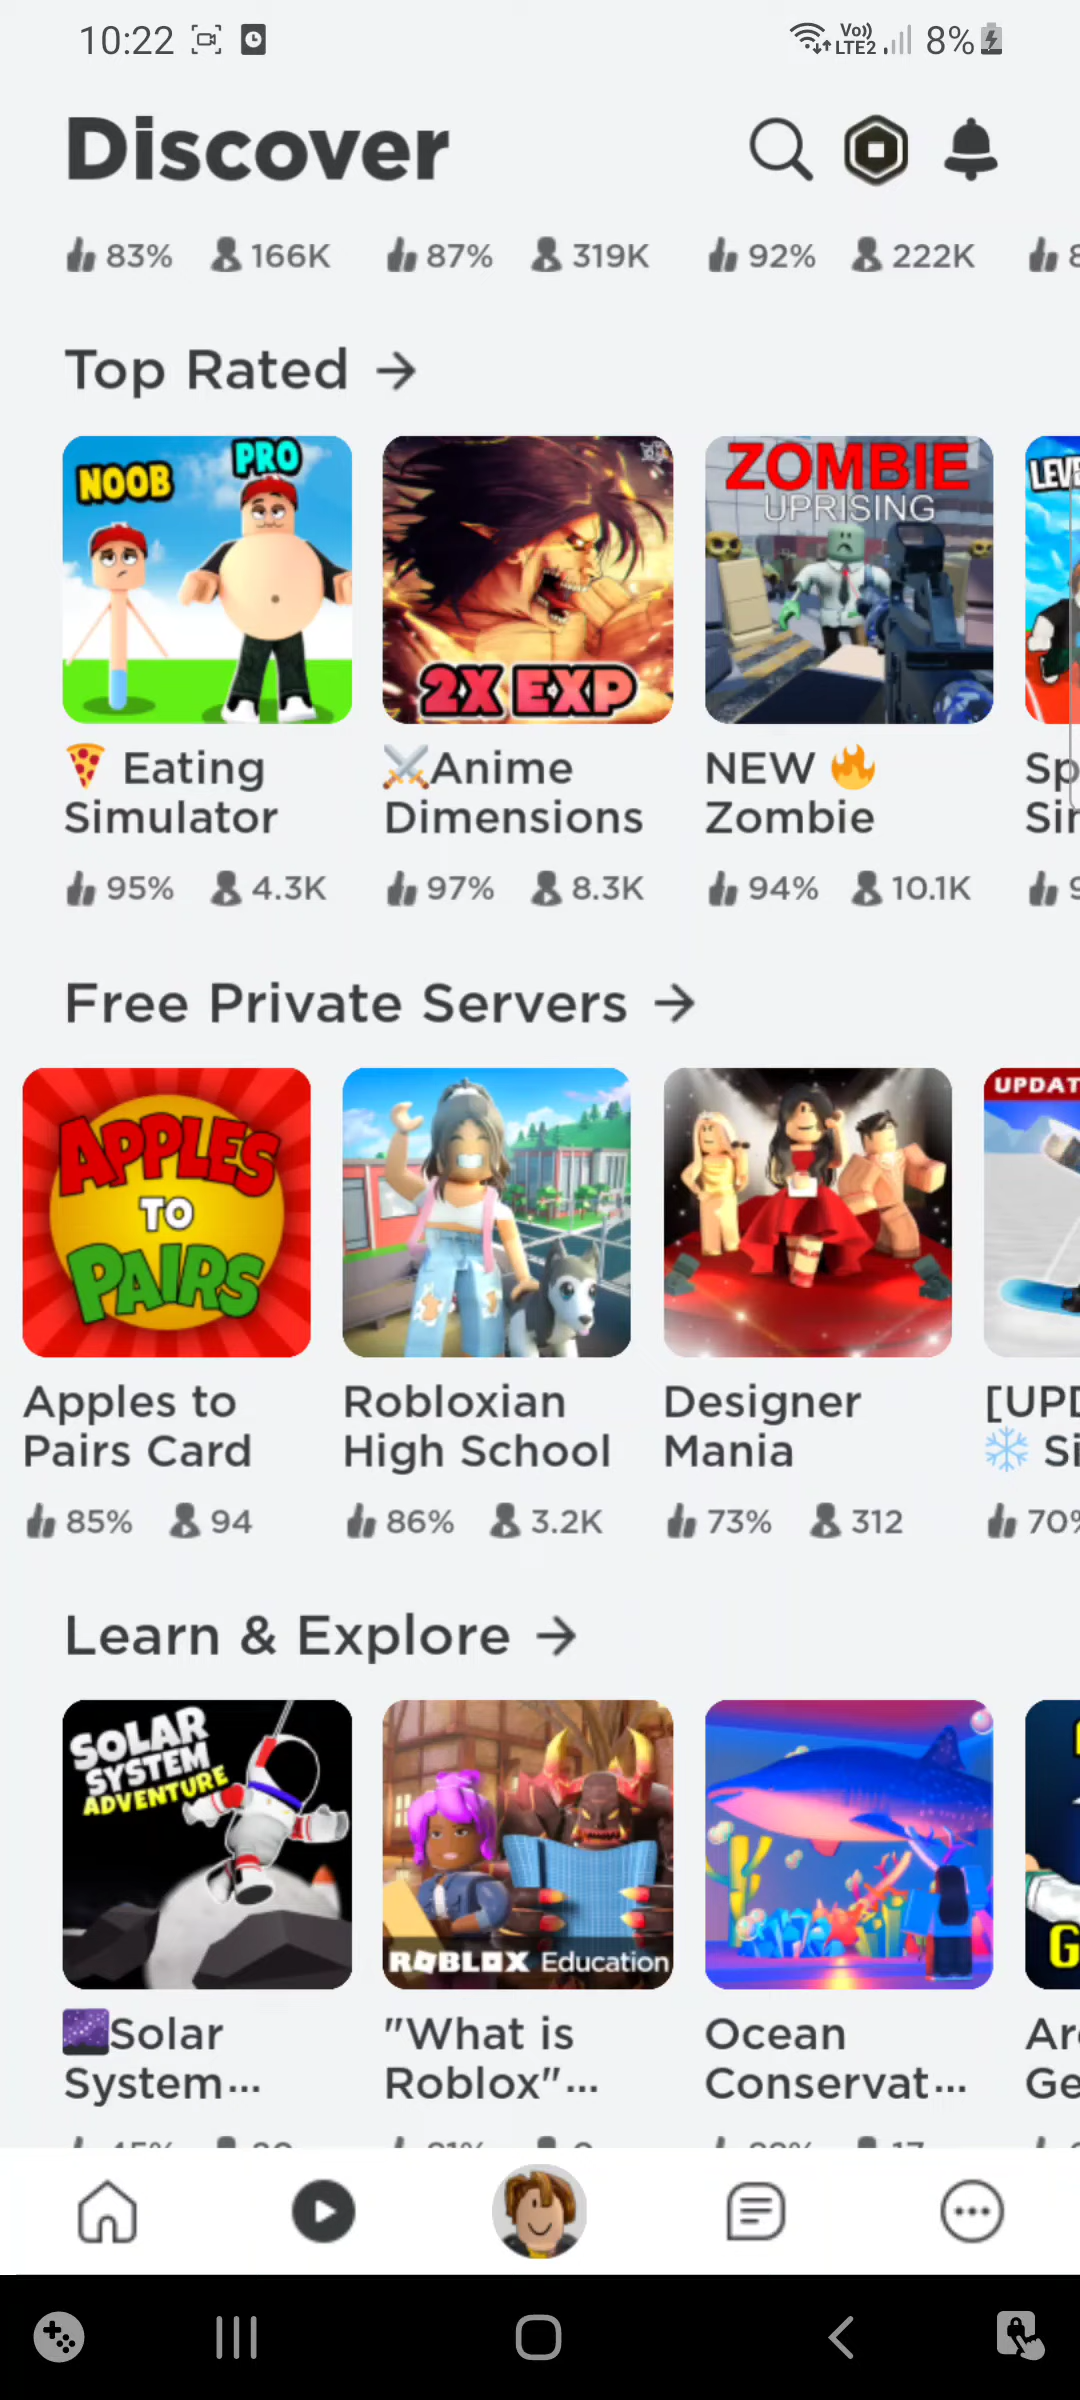 10:22 Vo)) LTE2 8%
Discover
83% 166K 87% 319K 92% 222K
Top Rated →
NOOB PRO
2X EXP
ZOMBIE
UPRISING
🍕 Eating
Simulator
95% 4.3K
⚔️Anime
Dimensions
97% 8.3K
NEW 🔥
Zombie
94% 10.1K
Free Private Servers →
APPLES
TO
PAIRS
Apples to
Pairs Card
85% 94
Robloxian
High School
86% 3.2K
Designer
Mania
73% 312
❄️
70%
Learn & Explore →
SOLAR
SYSTEM
ADVENTURE
ROBLOX Education
Solar
System...
"What is
Roblox"...
Ocean
Conservat...